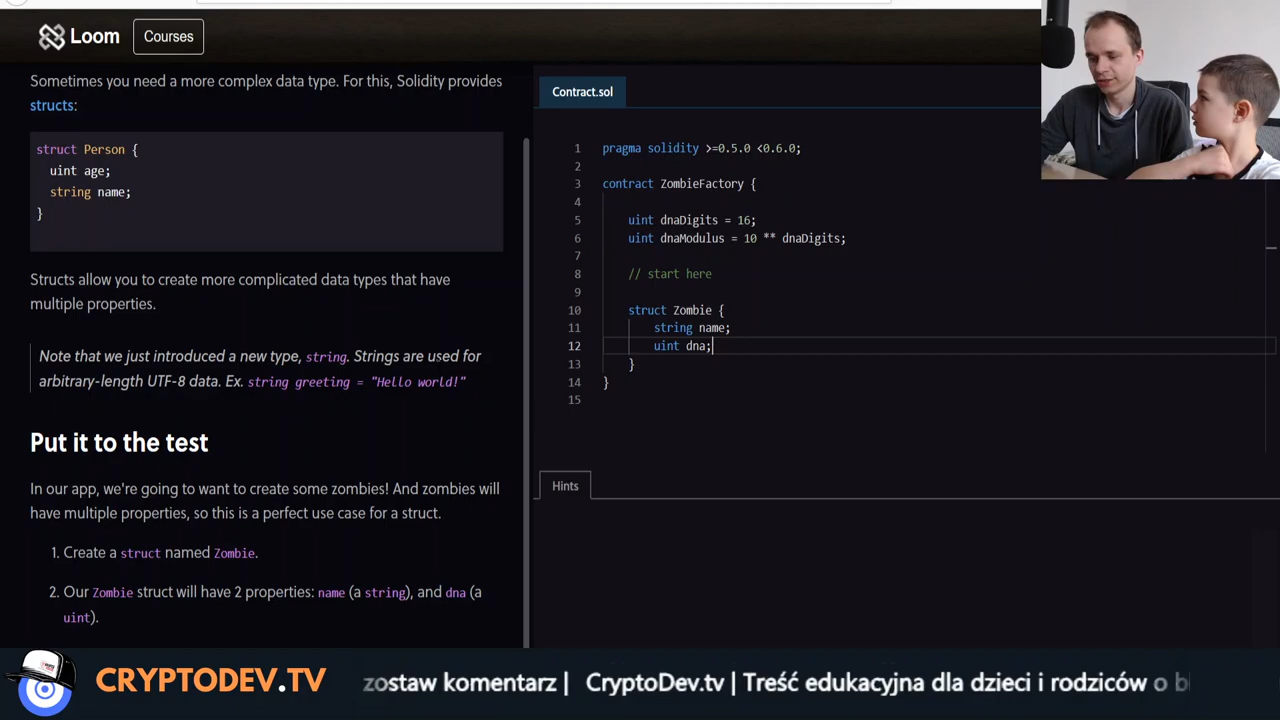 Loom
Courses
Sometimes you need a more complex data type. For this, Solidity provides
structs:
struct Person {
uint age;
string name;
}
Structs allow you to create more complicated data types that have
multiple properties.
Note that we just introduced a new type, string. Strings are used for
arbitrary-length UTF-8 data. Ex. string greeting = "Hello world!"
Put it to the test
In our app, we're going to want to create some zombies! And zombies will
have multiple properties, so this is a perfect use case for a struct.
1. Create a struct named Zombie.
2. Our Zombie struct will have 2 properties: name (a string), and dna (a
uint).
Contract.sol
1 pragma solidity >=0.5.0 <0.6.0;
2
3 contract ZombieFactory {
4
5 uint dnaDigits = 16;
6 uint dnaModulus = 10 ** dnaDigits;
7
8 // start here
9
10 struct Zombie {
11 string name;
12 uint dna;
13 }
14 }
15
Hints
CRYPTODEV.TV
zostaw komentarz | CryptoDev.tv | Treść edukacyjna dla dzieci i rodziców o b